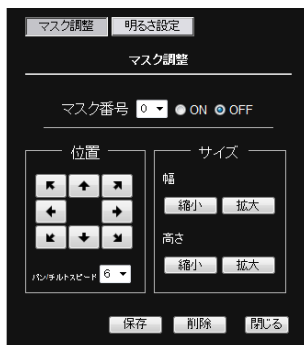 マスク調整 明るさ設定
マスク調整
マスク番号 0 ON OFF
位置 サイズ
幅
縮小 拡大
高さ
縮小 拡大
パン/チルトスピード 6
保存 削除 閉じる